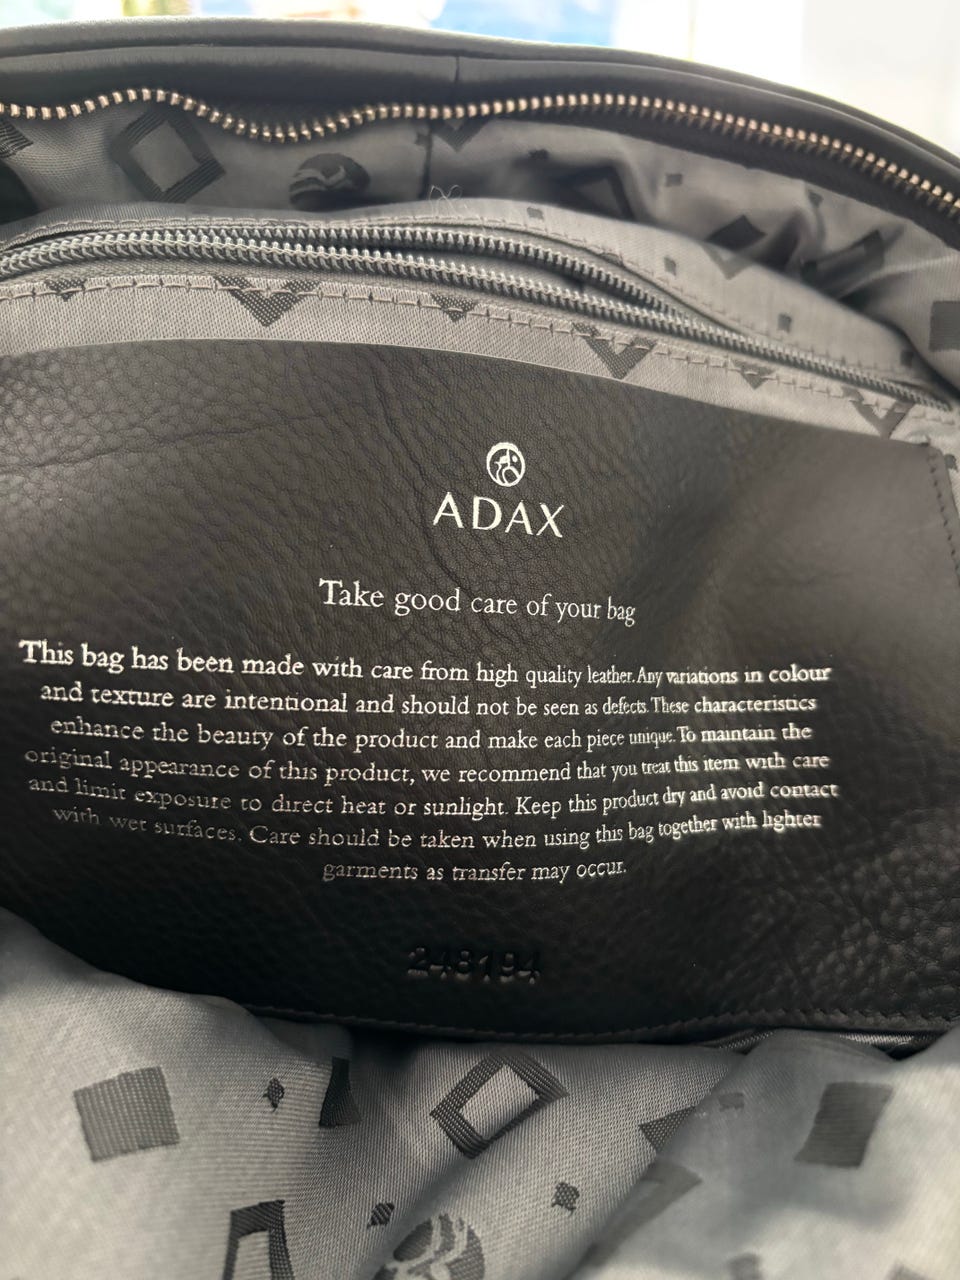 ADAX
Take good care of your bag
This bag has been made with care from high quality leather. Any variations in colour
and texture are intentional and should not be seen as defects. These characteristics
enhance the beauty of the product and make each piece unique. To maintain the
original appearance of this product, we recommend that you treat this item with care
and limit exposure to direct heat or sunlight. Keep this product dry and avoid contact
with wet surfaces. Care should be taken when using this bag together with lighter
garments as transfer may occur.
248194